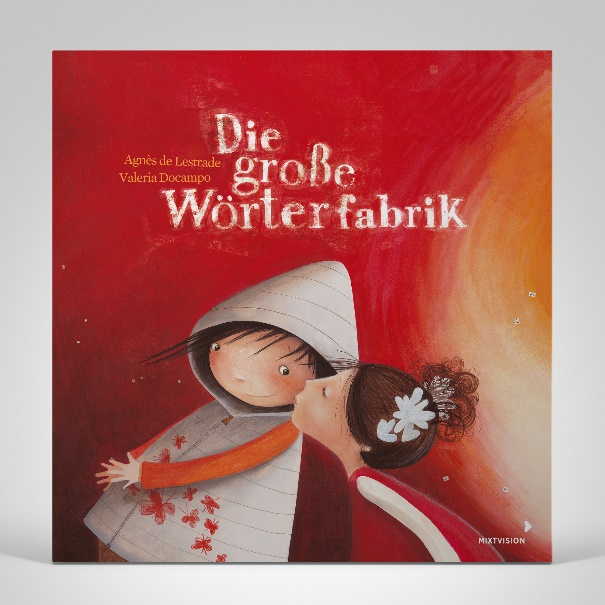 Die
Agnès de Lestrade
große
Valeria Docampo
Wörterfabrik
MIXTVISION